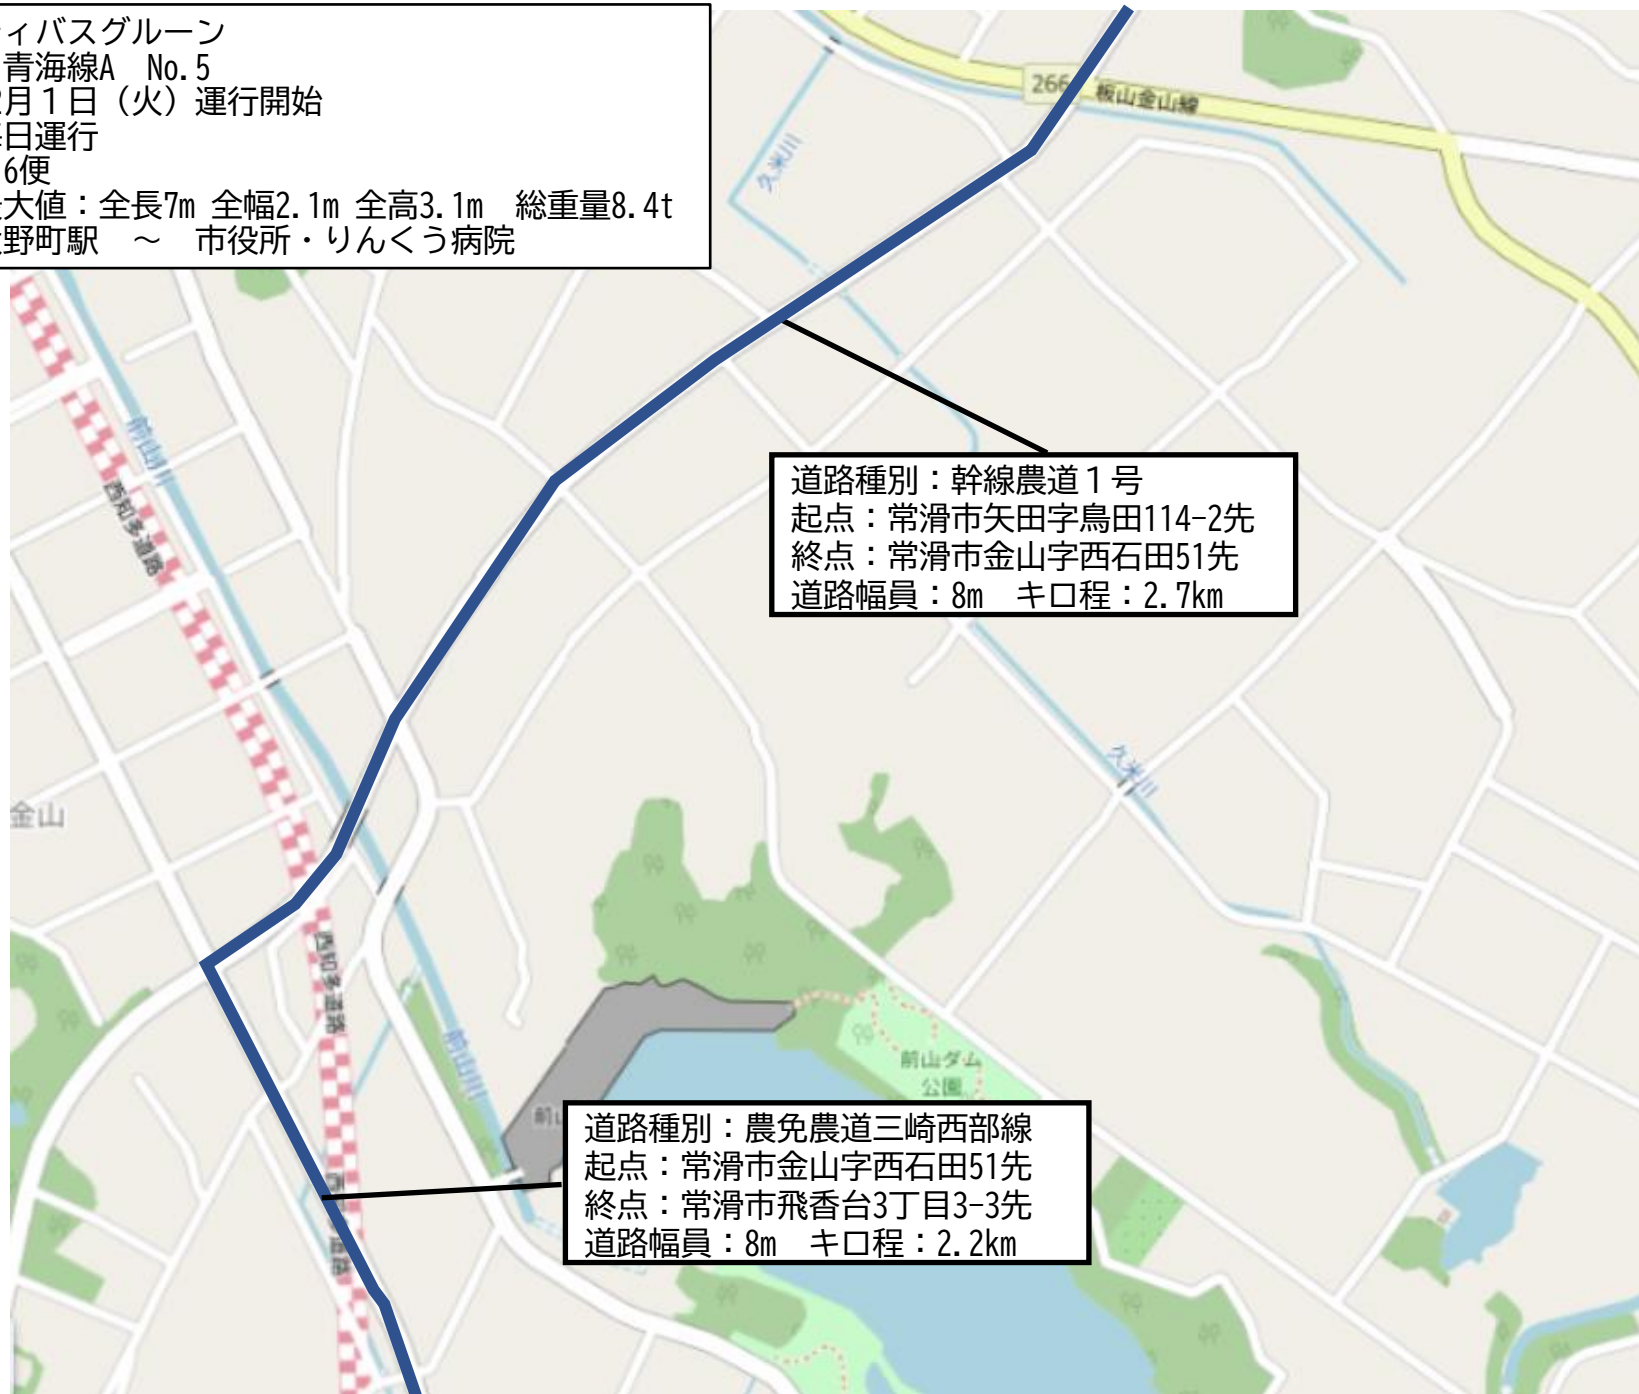 ィバスグルーン
青海線A　No.5
月１日（火）運行開始
日運行
6便
大値：全長7m 全幅2.1m 全高3.1m　総重量8.4t
野町駅　～　市役所・りんくう病院
266
板山金山線
久米川
前山川
西知多道路
道路種別：幹線農道１号
起点：常滑市矢田字鳥田114-2先
終点：常滑市金山字西石田51先
道路幅員：8m　キロ程：2.7km
久米川
金山
西知多道路
前山川
前山ダム
公園
前山
道路種別：農免農道三崎西部線
起点：常滑市金山字西石田51先
終点：常滑市飛香台3丁目3-3先
道路幅員：8m　キロ程：2.2km